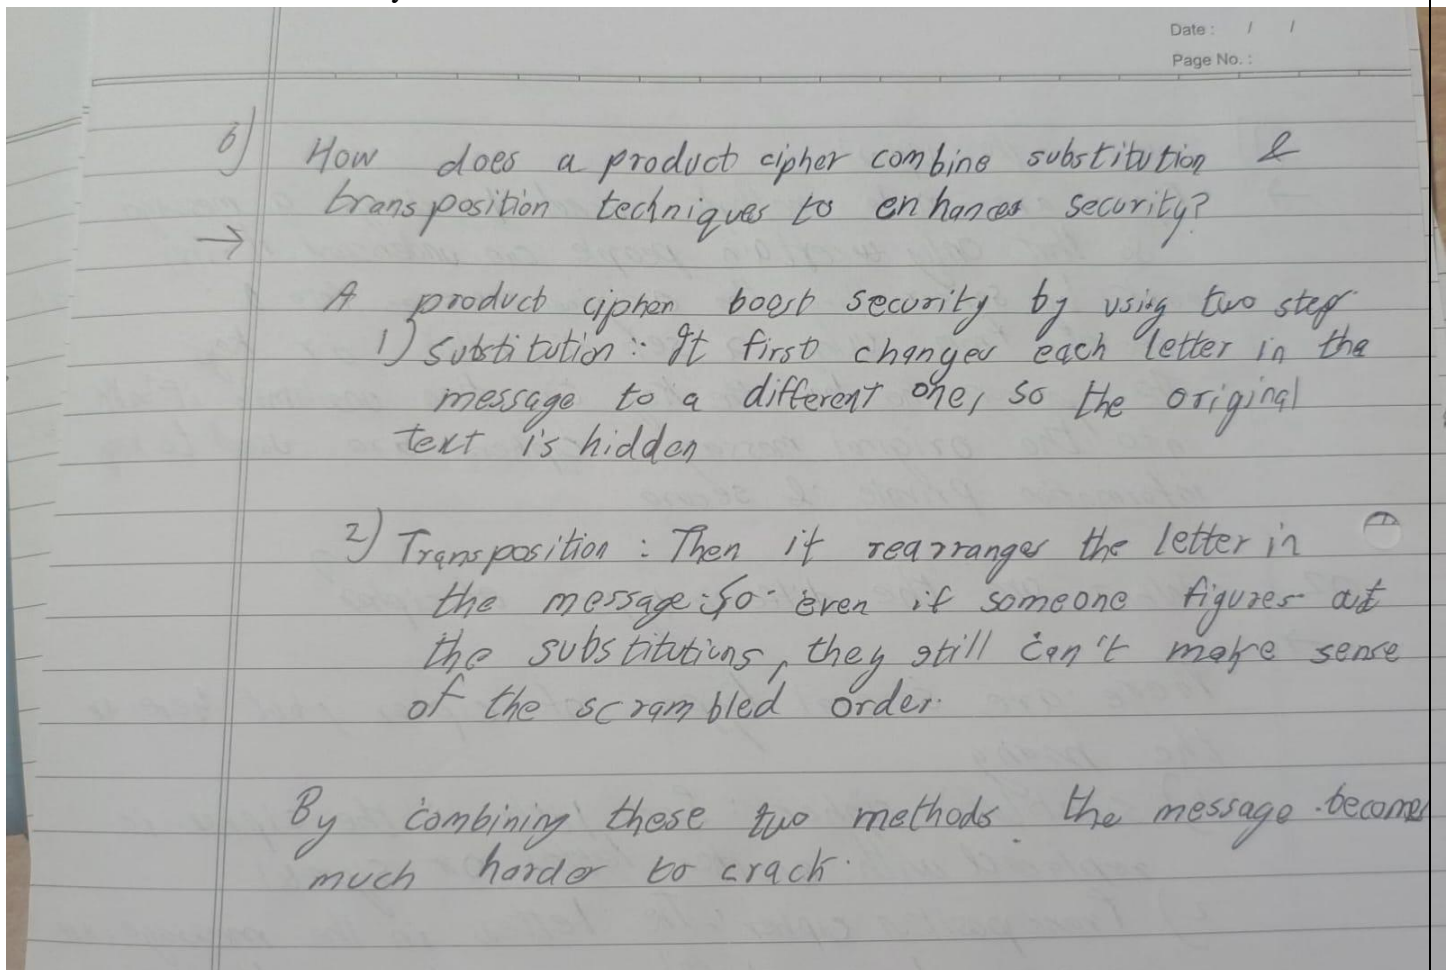 Date : / /
Page No. :
6) How does a product cipher combine substitution &
transposition techniques to enhances security?
→
A product cipher boost security by using two step
1) Substitution : It first changes each letter in the
message to a different one, so the original
text is hidden
2) Transposition : Then it rearranges the letter in
the message so even if someone figures out
the substitutions, they still can't make sense
of the scrambled order.
By combining these two methods the message becomes
much harder to crack.